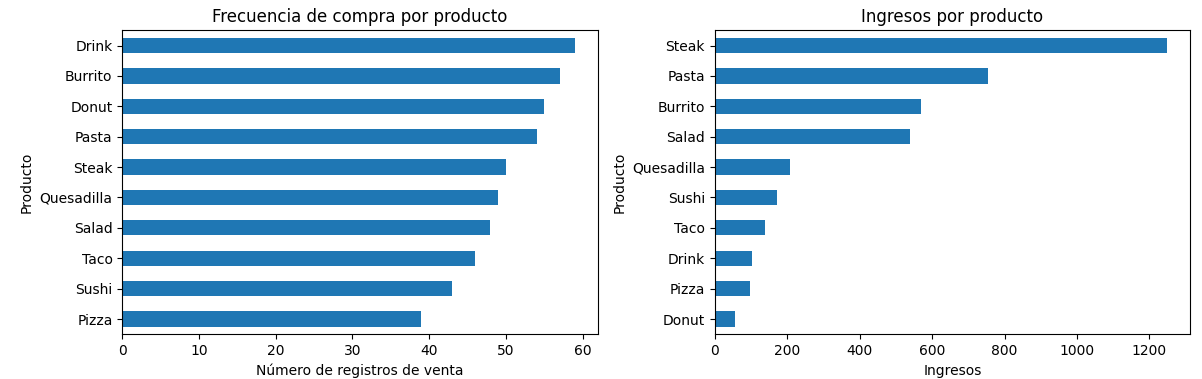 Frecuencia de compra por producto
Producto
Drink
Burrito
Donut
Pasta
Steak
Quesadilla
Salad
Taco
Sushi
Pizza
0 10 20 30 40 50 60
Número de registros de venta
Ingresos por producto
Producto
Steak
Pasta
Burrito
Salad
Quesadilla
Sushi
Taco
Drink
Pizza
Donut
0 200 400 600 800 1000 1200
Ingresos